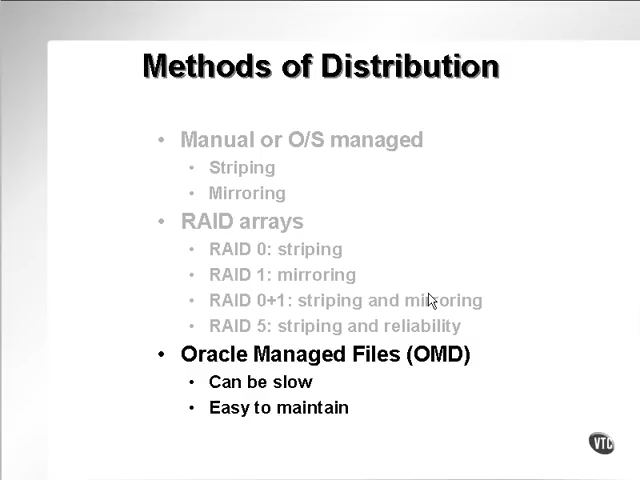 Methods of Distribution
• Manual or O/S managed
• Striping
• Mirroring
• RAID arrays
• RAID 0: striping
• RAID 1: mirroring
• RAID 0+1: striping and mirroring
• RAID 5: striping and reliability
• Oracle Managed Files (OMD)
• Can be slow
• Easy to maintain
VTC